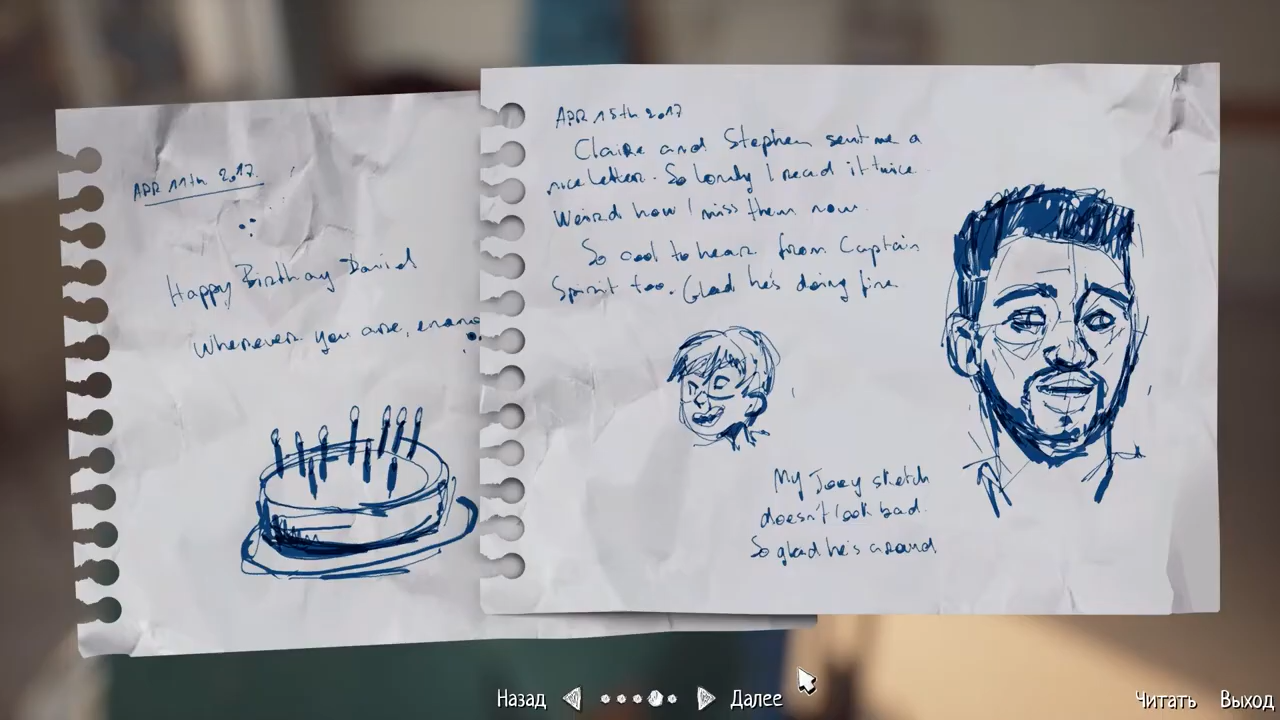 APR 11th 2017.
Happy Birthday Daniel
Wherever you are, enano
APR 15th 2017
Claire and Stephen sent me a
nice letter. So lonely I read it twice.
Weird how I miss them now.
So cool to hear from Captain
Spirit too. Glad he's doing fine
My Joey sketch
doesn't look bad.
So glad he's around
Назад
Далее
Читать
Выход